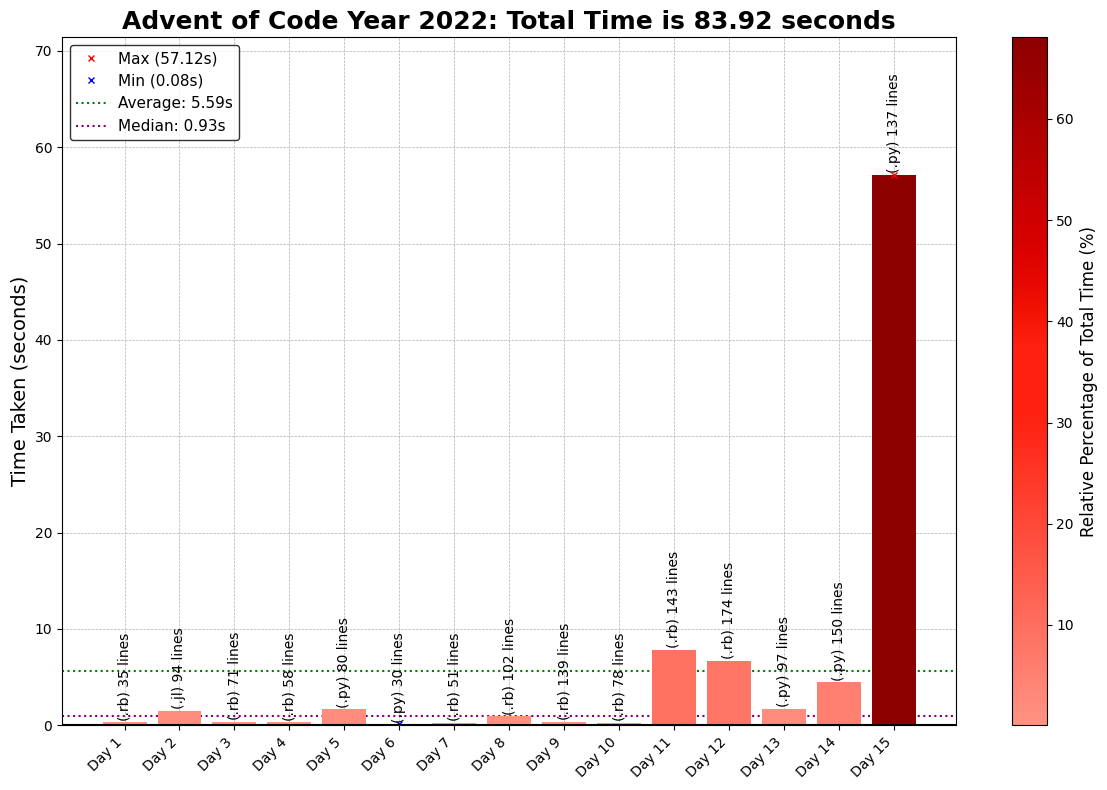 Advent of Code Year 2022: Total Time is 83.92 seconds
Max (57.12s)
Min (0.08s)
Average: 5.59s
Median: 0.93s
Time Taken (seconds)
70
60
50
40
30
20
10
0
(.rb) 35 lines
(.jl) 94 lines
(.rb) 71 lines
(.rb) 58 lines
(.py) 80 lines
(.py) 30 lines
(.rb) 51 lines
(.rb) 102 lines
(.rb) 139 lines
(.rb) 78 lines
(.rb) 143 lines
(.rb) 174 lines
(.py) 97 lines
(.py) 150 lines
(.py) 137 lines
Day 1
Day 2
Day 3
Day 4
Day 5
Day 6
Day 7
Day 8
Day 9
Day 10
Day 11
Day 12
Day 13
Day 14
Day 15
60
50
40
30
20
10
Relative Percentage of Total Time (%)